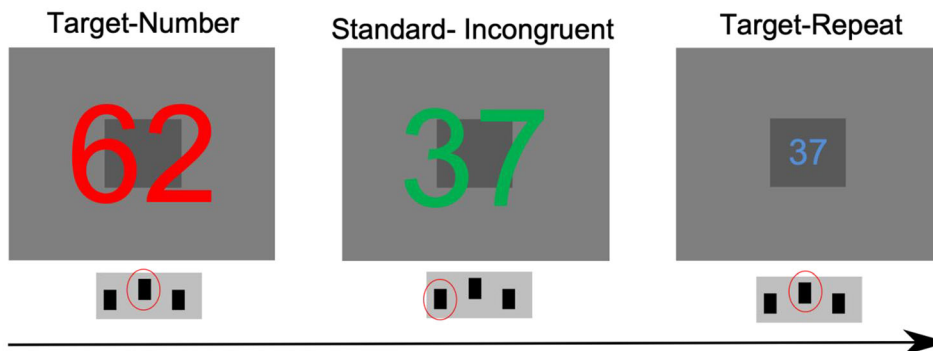 Target-Number
Standard- Incongruent
Target-Repeat
62
37
37